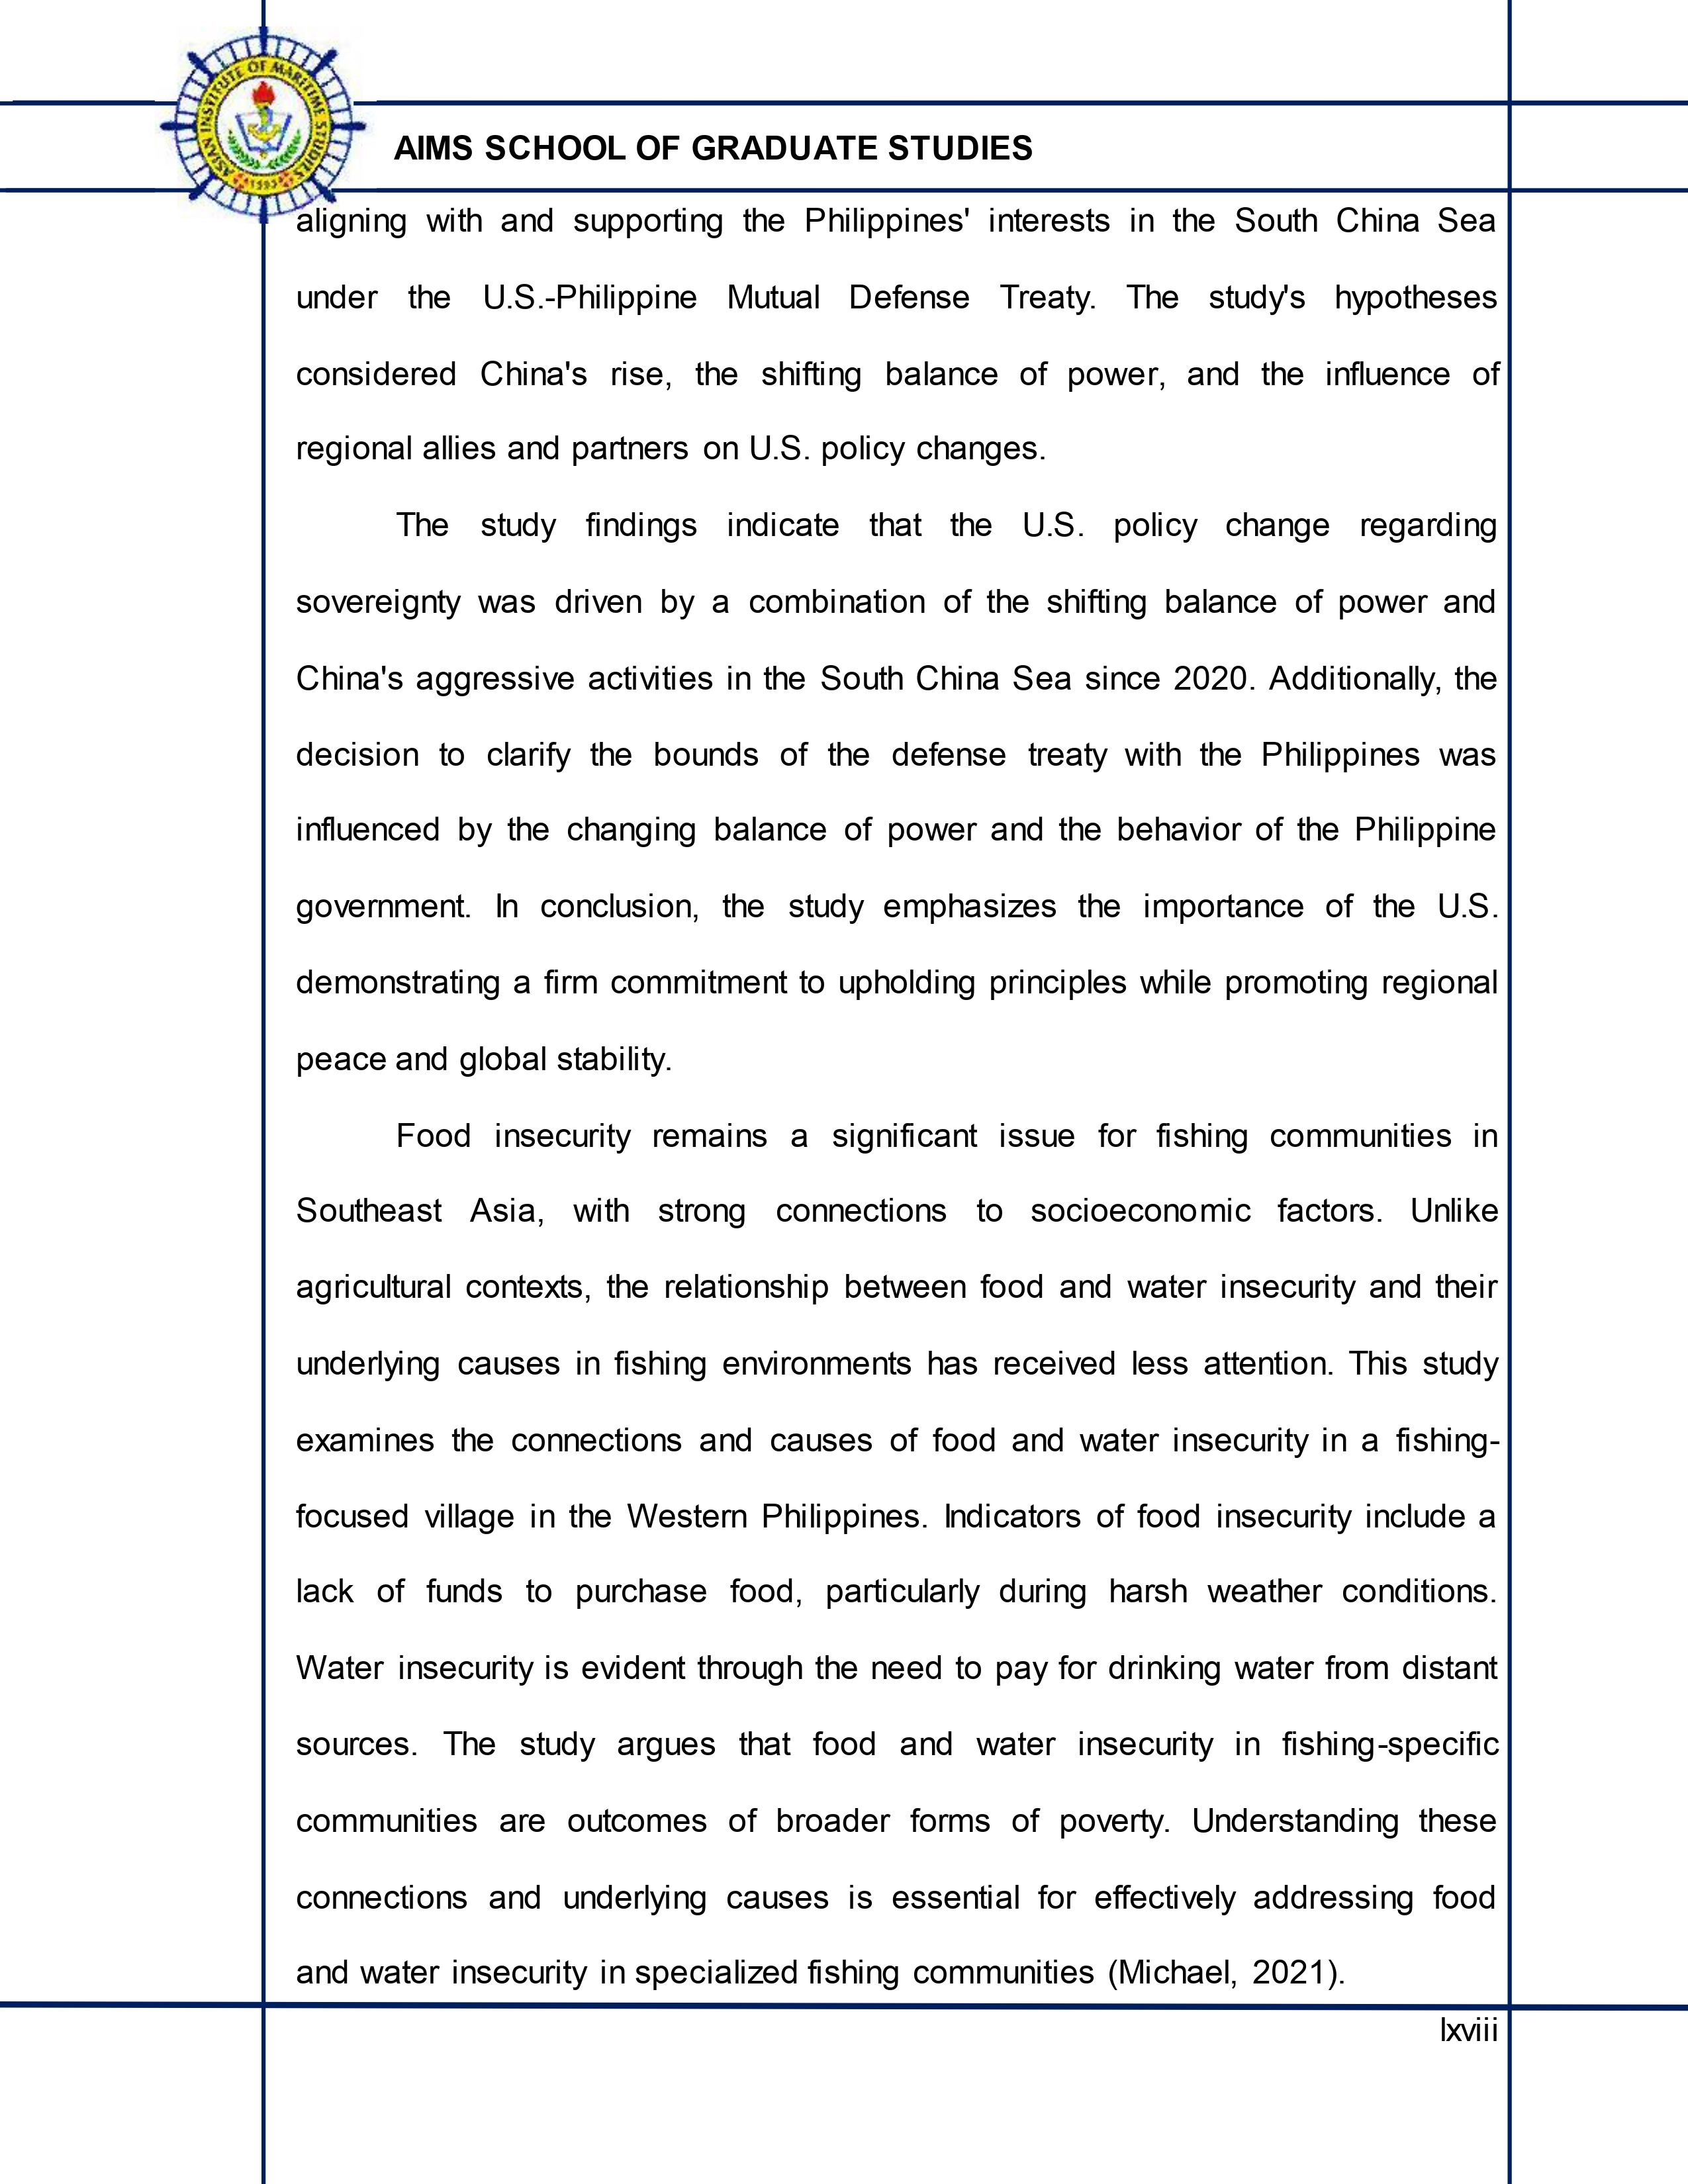 ASIAN INSTITUTE OF MARITIME STUDIES
1993
AIMS SCHOOL OF GRADUATE STUDIES
aligning with and supporting the Philippines' interests in the South China Sea
under the U.S.-Philippine Mutual Defense Treaty. The study's hypotheses
considered China's rise, the shifting balance of power, and the influence of
regional allies and partners on U.S. policy changes.
The study findings indicate that the U.S. policy change regarding
sovereignty was driven by a combination of the shifting balance of power and
China's aggressive activities in the South China Sea since 2020. Additionally, the
decision to clarify the bounds of the defense treaty with the Philippines was
influenced by the changing balance of power and the behavior of the Philippine
government. In conclusion, the study emphasizes the importance of the U.S.
demonstrating a firm commitment to upholding principles while promoting regional
peace and global stability.
Food insecurity remains a significant issue for fishing communities in
Southeast Asia, with strong connections to socioeconomic factors. Unlike
agricultural contexts, the relationship between food and water insecurity and their
underlying causes in fishing environments has received less attention. This study
examines the connections and causes of food and water insecurity in a fishing-
focused village in the Western Philippines. Indicators of food insecurity include a
lack of funds to purchase food, particularly during harsh weather conditions.
Water insecurity is evident through the need to pay for drinking water from distant
sources. The study argues that food and water insecurity in fishing-specific
communities are outcomes of broader forms of poverty. Understanding these
connections and underlying causes is essential for effectively addressing food
and water insecurity in specialized fishing communities (Michael, 2021).
lxviii